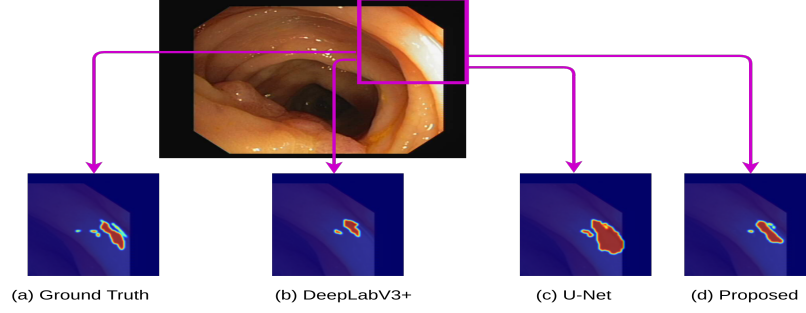 (a) Ground Truth
(b) DeepLabV3+
(c) U-Net
(d) Proposed